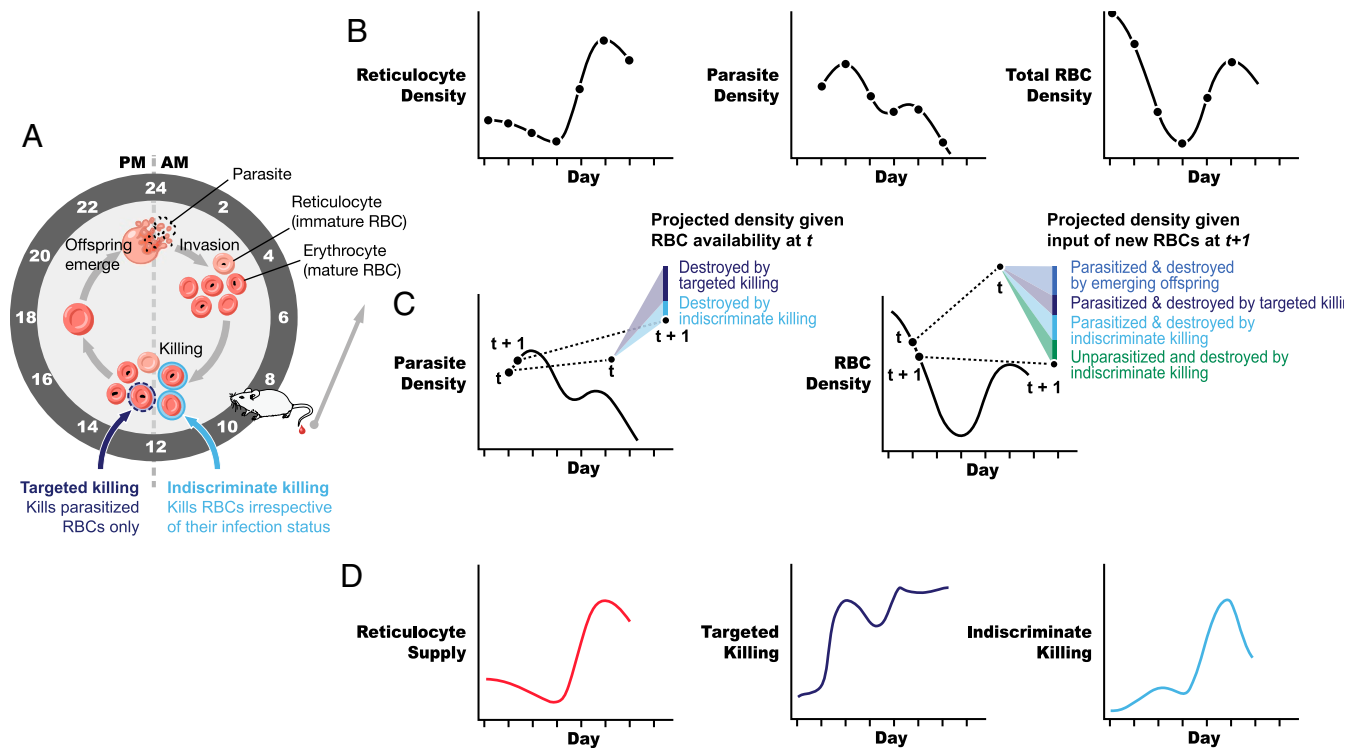 A
PM AM
24
2
4
6
8
10
12
14
16
18
20
22
Parasite
Reticulocyte
(immature RBC)
Erythrocyte
(mature RBC)
Offspring
emerge
Invasion
Killing
Targeted killing
Kills parasitized
RBCs only
Indiscriminate killing
Kills RBCs irrespective
of their infection status
B
Reticulocyte
Density
Day
Parasite
Density
Day
Total RBC
Density
Day
C
Projected density given
RBC availability at t
Destroyed by
targeted killing
Destroyed by
indiscriminate killing
t + 1
t
t
t + 1
Parasite
Density
Day
Projected density given
input of new RBCs at t+1
Parasitized & destroyed
by emerging offspring
Parasitized & destroyed by targeted killi
Parasitized & destroyed by
indiscriminate killing
Unparasitized and destroyed by
indiscriminate killing
t
t
t + 1
t + 1
RBC
Density
Day
D
Reticulocyte
Supply
Day
Targeted
Killing
Day
Indiscriminate
Killing
Day